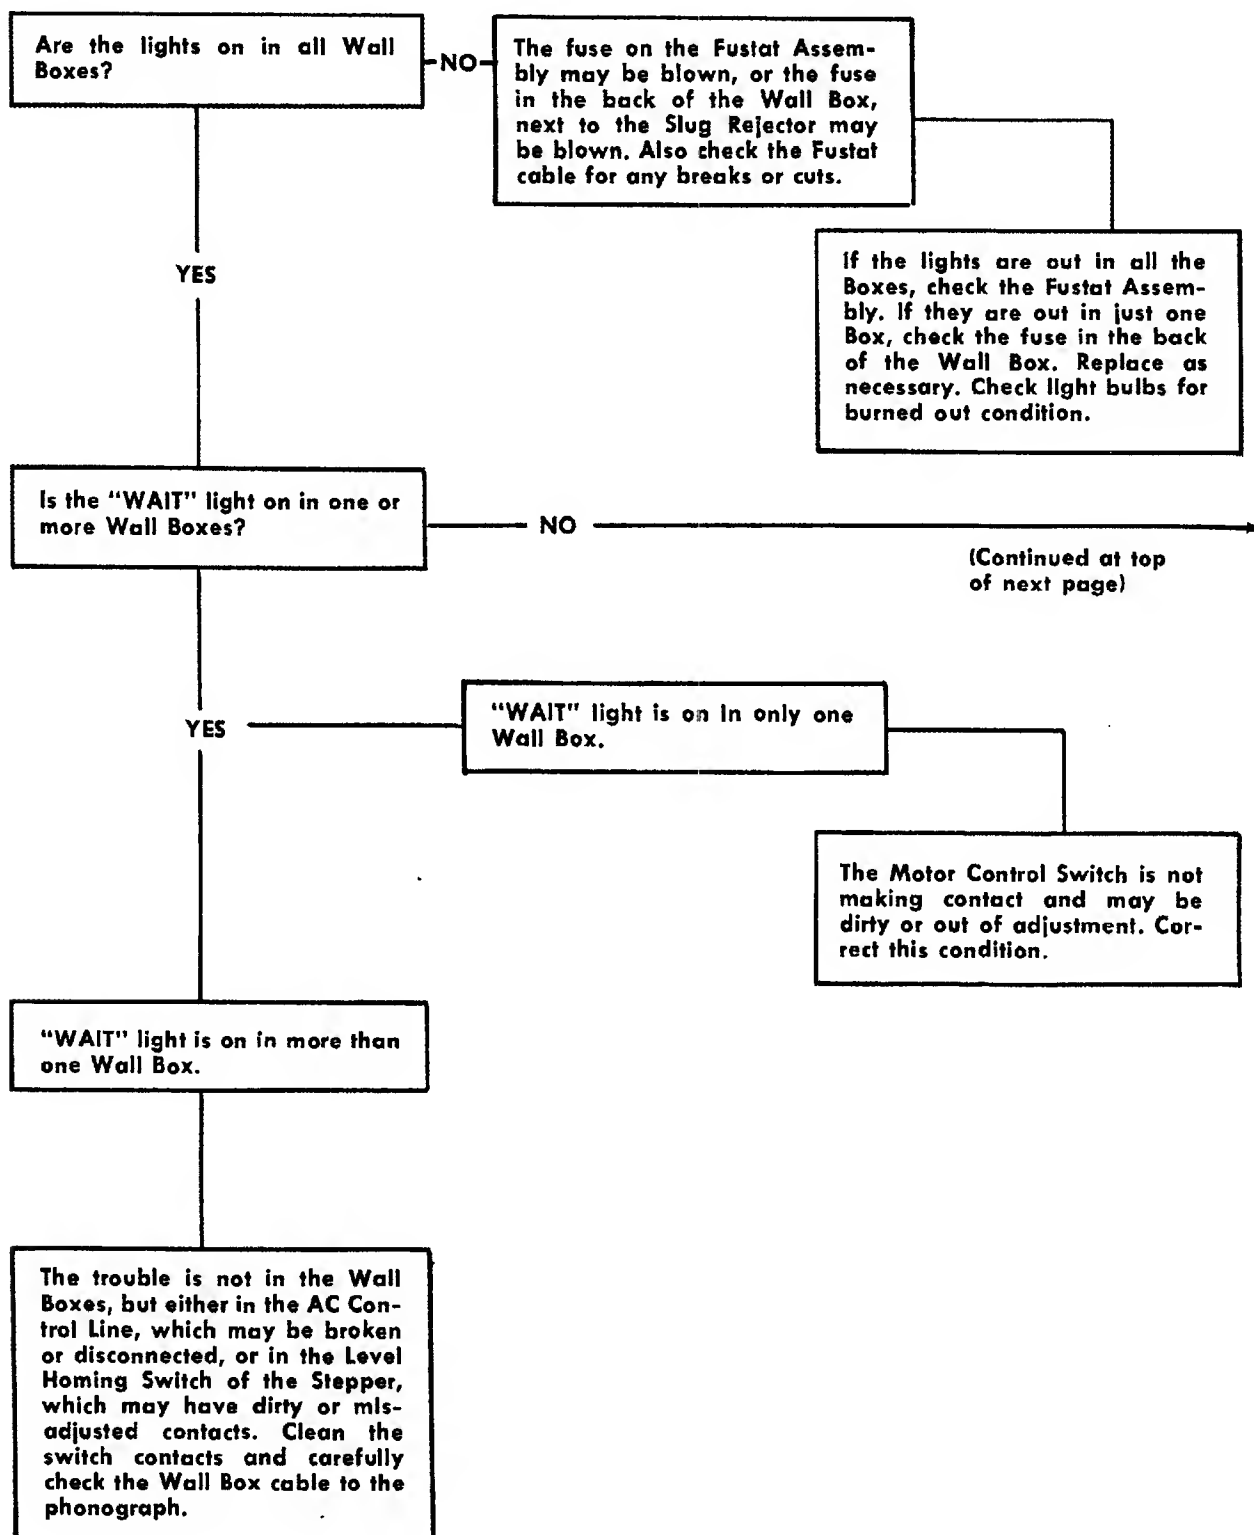 Are the lights on in all Wall
Boxes?
NO
The fuse on the Fustat Assem-
bly may be blown, or the fuse
in the back of the Wall Box,
next to the Slug Rejector may
be blown. Also check the Fustat
cable for any breaks or cuts.
If the lights are out in all the
Boxes, check the Fustat Assem-
bly. If they are out in just one
Box, check the fuse in the back
of the Wall Box. Replace as
necessary. Check light bulbs for
burned out condition.
YES
Is the "WAIT" light on in one or
more Wall Boxes?
NO
(Continued at top
of next page)
YES
"WAIT" light is on in only one
Wall Box.
The Motor Control Switch is not
making contact and may be
dirty or out of adjustment. Cor-
rect this condition.
"WAIT" light is on in more than
one Wall Box.
The trouble is not in the Wall
Boxes, but either in the AC Con-
trol Line, which may be broken
or disconnected, or in the Level
Homing Switch of the Stepper,
which may have dirty or mis-
adjusted contacts. Clean the
switch contacts and carefully
check the Wall Box cable to the
phonograph.